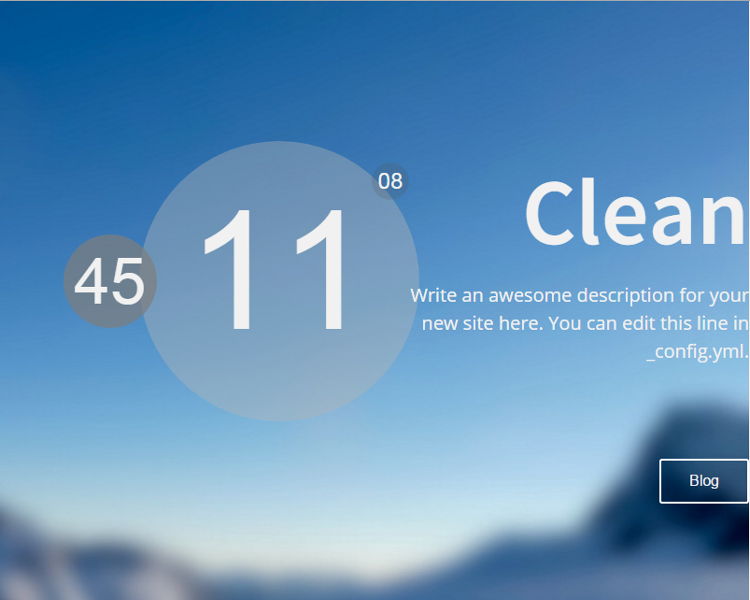 08
11
45
Clean
Write an awesome description for your
new site here. You can edit this line in
_config.yml.
Blog